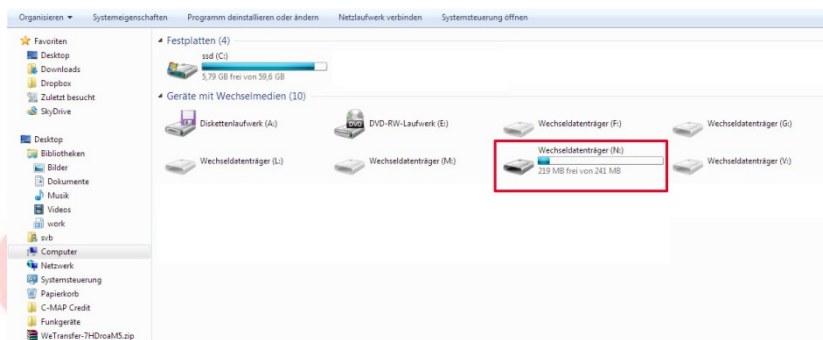 Organisieren Systemeigenschaften Programm deinstallieren oder ändern Netzlaufwerk verbinden Systemsteuerung öffnen
Favoriten
Desktop
Downloads
Dropbox
Zuletzt besucht
SkyDrive
Desktop
Bibliotheken
Bilder
Dokumente
Musik
Videos
work
svb
Computer
Netzwerk
Systemsteuerung
Papierkorb
C-MAP Credit
Funkgeräte
WeTransfer-7HDroaM5.zip
Festplatten (4)
ssd (C:)
5,79 GB frei von 59,6 GB
Geräte mit Wechselmedien (10)
Diskettenlaufwerk (A:) DVD-RW-Laufwerk (E:) Wechseldatenträger (F:) Wechseldatenträger (G:)
Wechseldatenträger (L:) Wechseldatenträger (M:) Wechseldatenträger (N:) Wechseldatenträger (V:)
219 MB frei von 241 MB